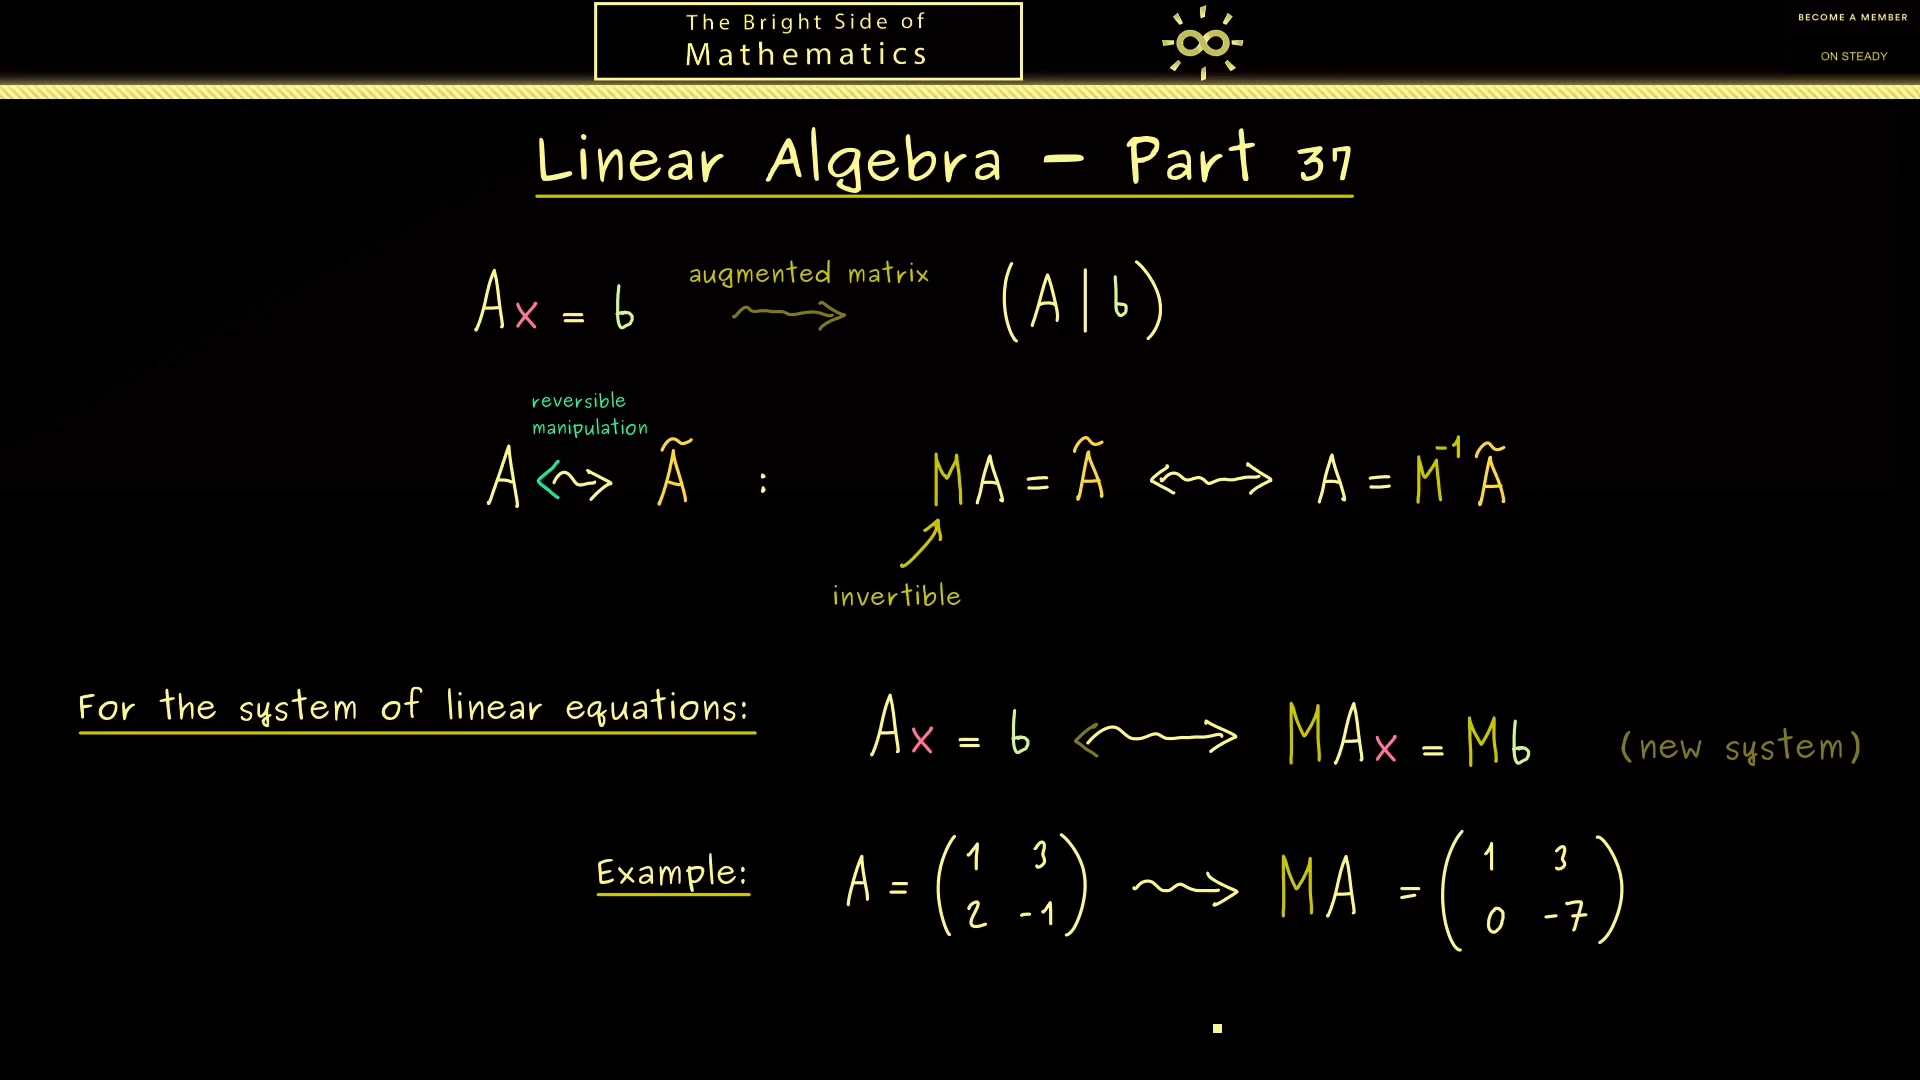 The Bright Side of
Mathematics
BECOME A MEMBER
ON STEADY
Linear Algebra – Part 37
Ax = b augmented matrix ⇝ (A | b)
reversible
manipulation
A ↭ Ã : MA = Ã ↭ A = M⁻¹Ã
invertible
For the system of linear equations: Ax = b ↭ MAx = Mb (new system)
Example: A = ( 1 3 ) ⇝ MA = ( 1 3 )
( 2 -1 ) ( 0 -7 )